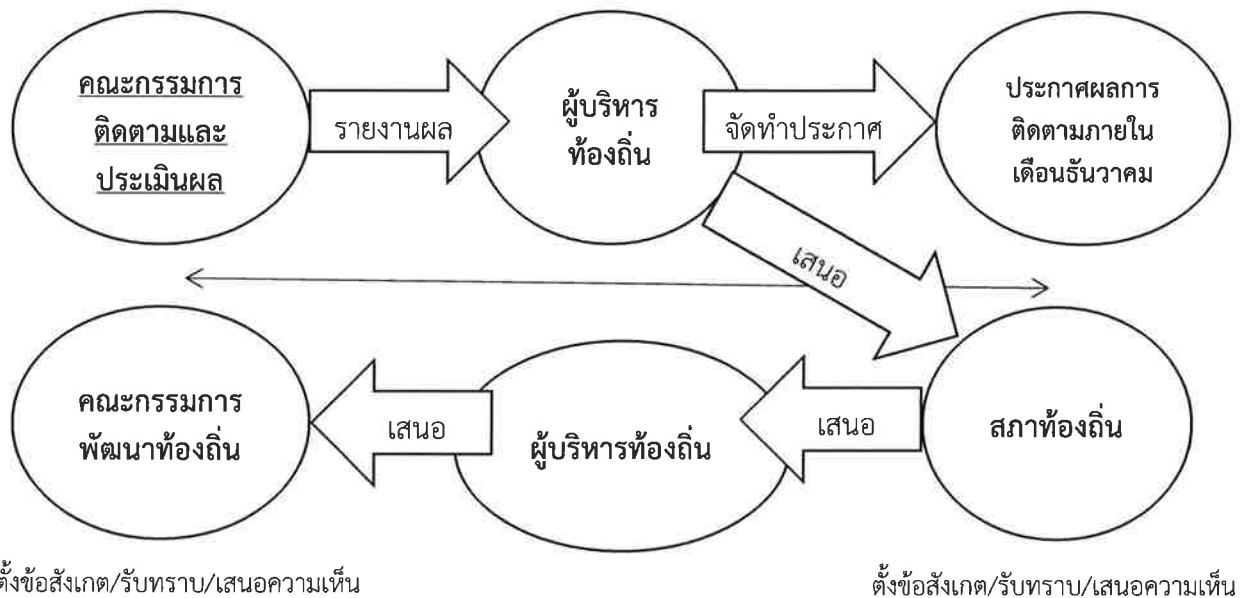 คณะกรรมการ
ติดตามและ
ประเมินผล
รายงานผล
ผู้บริหาร
ท้องถิ่น
จัดทำประกาศ
ประกาศผลการ
ติดตามภายใน
เดือนธันวาคม
เสนอ
คณะกรรมการ
พัฒนาท้องถิ่น
เสนอ
ผู้บริหารท้องถิ่น
เสนอ
สภาท้องถิ่น
ตั้งข้อสังเกต/รับทราบ/เสนอความเห็น
ตั้งข้อสังเกต/รับทราบ/เสนอความเห็น